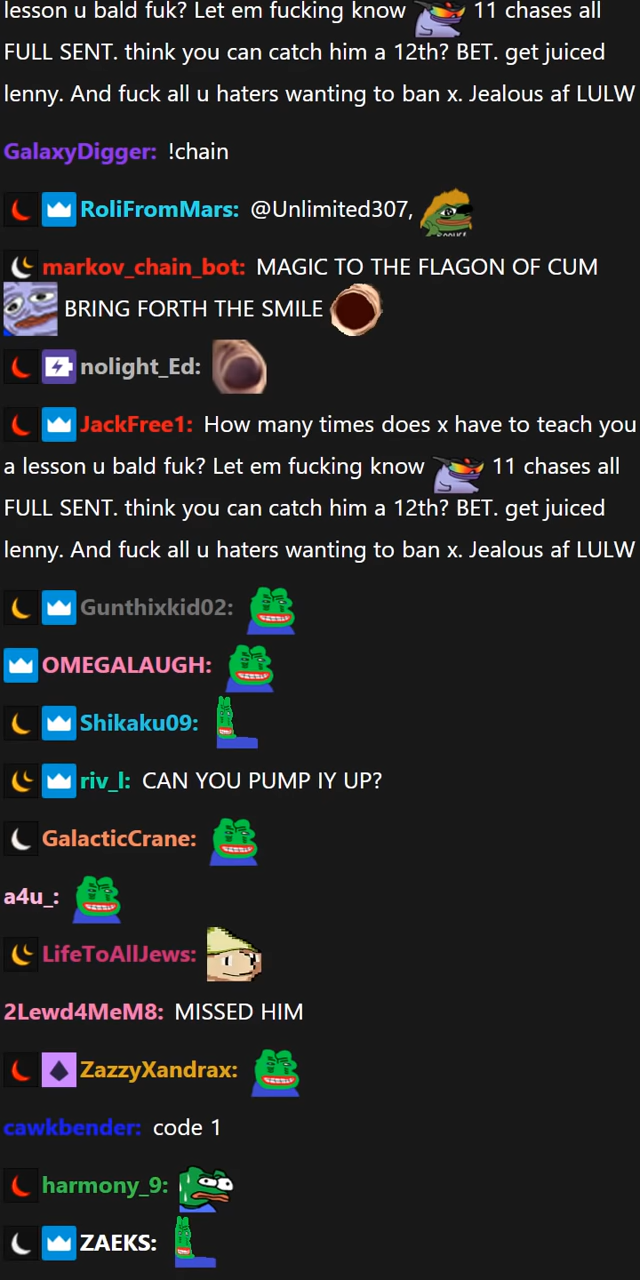 lesson u bald fuk? Let em fucking know 11 chases all
FULL SENT. think you can catch him a 12th? BET. get juiced
lenny. And fuck all u haters wanting to ban x. Jealous af LULW
GalaxyDigger: !chain
RoliFromMars: @Unlimited307,
markov_chain_bot: MAGIC TO THE FLAGON OF CUM
BRING FORTH THE SMILE
nolight_Ed:
JackFree1: How many times does x have to teach you
a lesson u bald fuk? Let em fucking know 11 chases all
FULL SENT. think you can catch him a 12th? BET. get juiced
lenny. And fuck all u haters wanting to ban x. Jealous af LULW
Gunthixkid02:
OMEGALAUGH:
Shikaku09:
riv_l: CAN YOU PUMP IY UP?
GalacticCrane:
a4u_:
LifeToAllJews:
2Lewd4MeM8: MISSED HIM
ZazzyXandrax:
cawkbender: code 1
harmony_9:
ZAEKS: